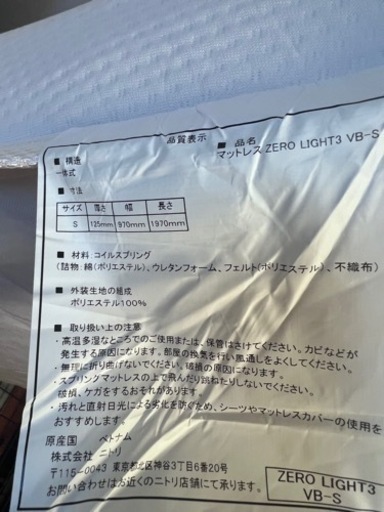 品質表示
■ 品名
マットレス ZERO LIGHT3 VB-S
■ 構造
一体式
■ 寸法
サイズ 厚さ 幅 長さ
S 125mm 970mm 1970mm
■ 材料:コイルスプリング
(詰物:綿(ポリエステル)、ウレタンフォーム、フェルト(ポリエステル)、不織布)
■ 外装生地の組成
ポリエステル100%
■ 取り扱い上の注意
・高温多湿なところでのご使用または、保管はさけてください。カビなどが
発生する原因になります。部屋の換気を行い風通しをよくしてください。
・無理に折り曲げないでください。破損の原因になります。
・スプリングマットレスの上で飛んだり跳ねたりしないでください。
破損、ケガをするおそれがあります。
・汚れと直射日光による劣化を防ぐため、シーツやマットレスカバーの使用を
おすすめします。
原産国 ベトナム
株式会社 ニトリ
〒115-0043 東京都北区神谷3丁目6番20号
お問い合わせはお近くのニトリ店舗にて承ります。
ZERO LIGHT3
VB-S